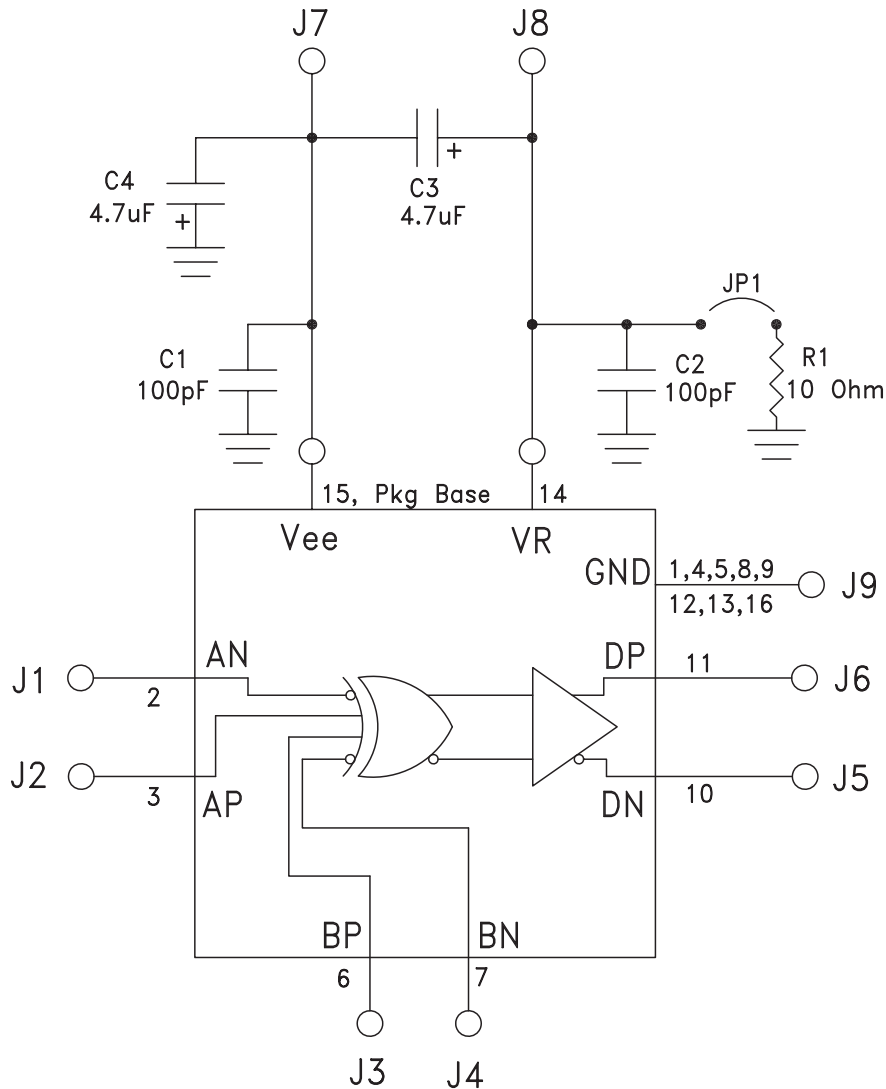 J7
J8
C4
4.7uF
+
+
C3
4.7uF
JP1
C1
100pF
C2
100pF
R1
10 Ohm
15, Pkg Base
14
Vee
VR
GND
1,4,5,8,9
12,13,16
J9
J1
2
AN
DP
11
J6
J2
3
AP
DN
10
J5
BP
BN
6
7
J3
J4